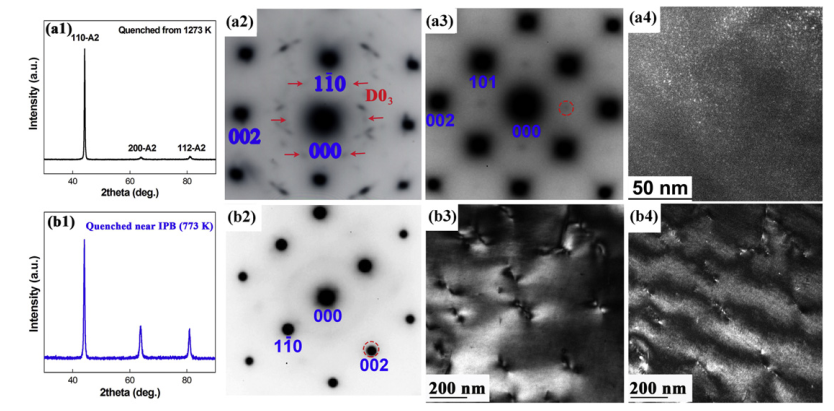 (a1)
Quenched from 1273 K
110-A2
200-A2
112-A2
Intensity (a.u.)
40
60
80
2theta (deg.)
(a2)
11̄0
D0₃
002
000
(a3)
101
002
000
(a4)
50 nm
(b1)
Quenched near IPB (773 K)
Intensity (a.u.)
40
60
80
2theta (deg.)
(b2)
000
11̄0
002
(b3)
200 nm
(b4)
200 nm